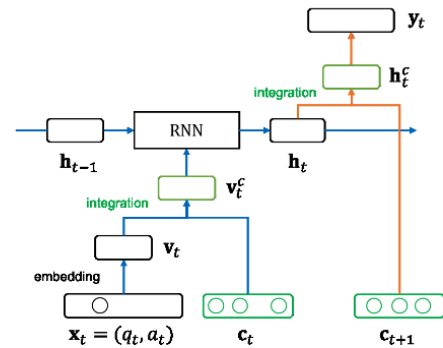 y_t
h_t^c
integration
RNN
h_{t-1}
h_t
v_t^c
integration
v_t
embedding
x_t = (q_t, a_t)
c_t
c_{t+1}